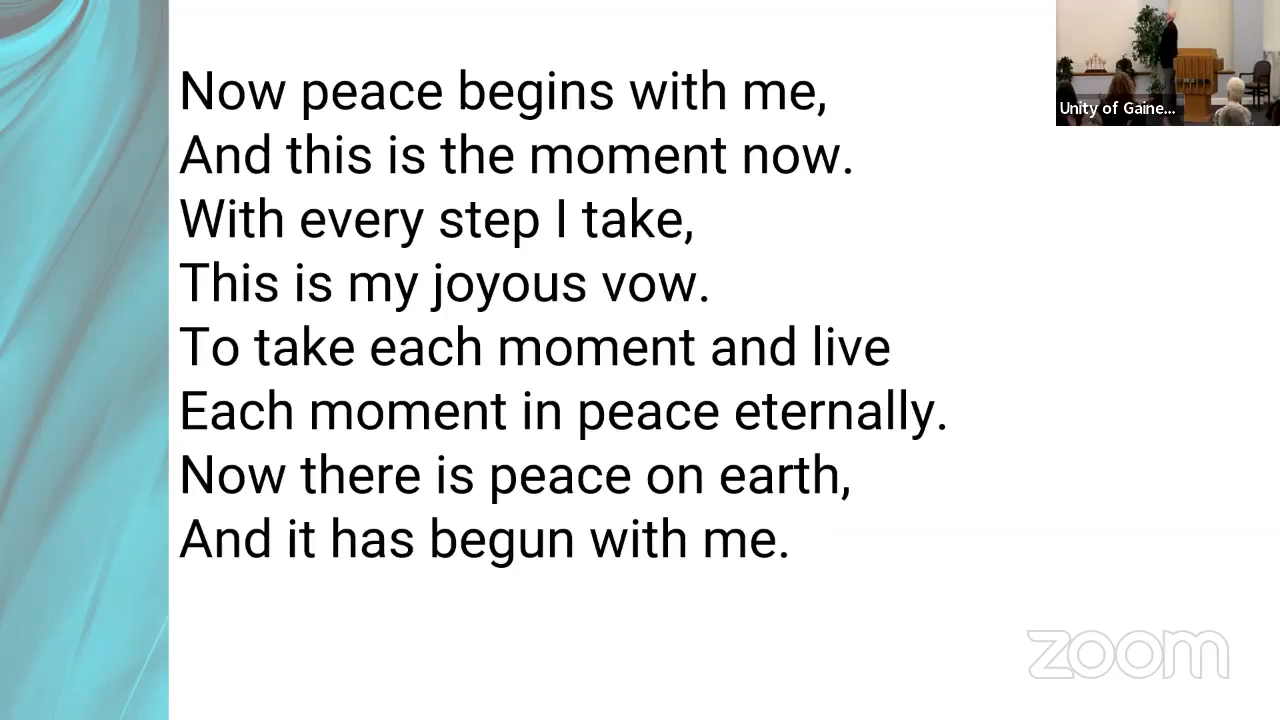 Now peace begins with me,
And this is the moment now.
With every step I take,
This is my joyous vow.
To take each moment and live
Each moment in peace eternally.
Now there is peace on earth,
And it has begun with me.
Unity of Gaine...
zoom